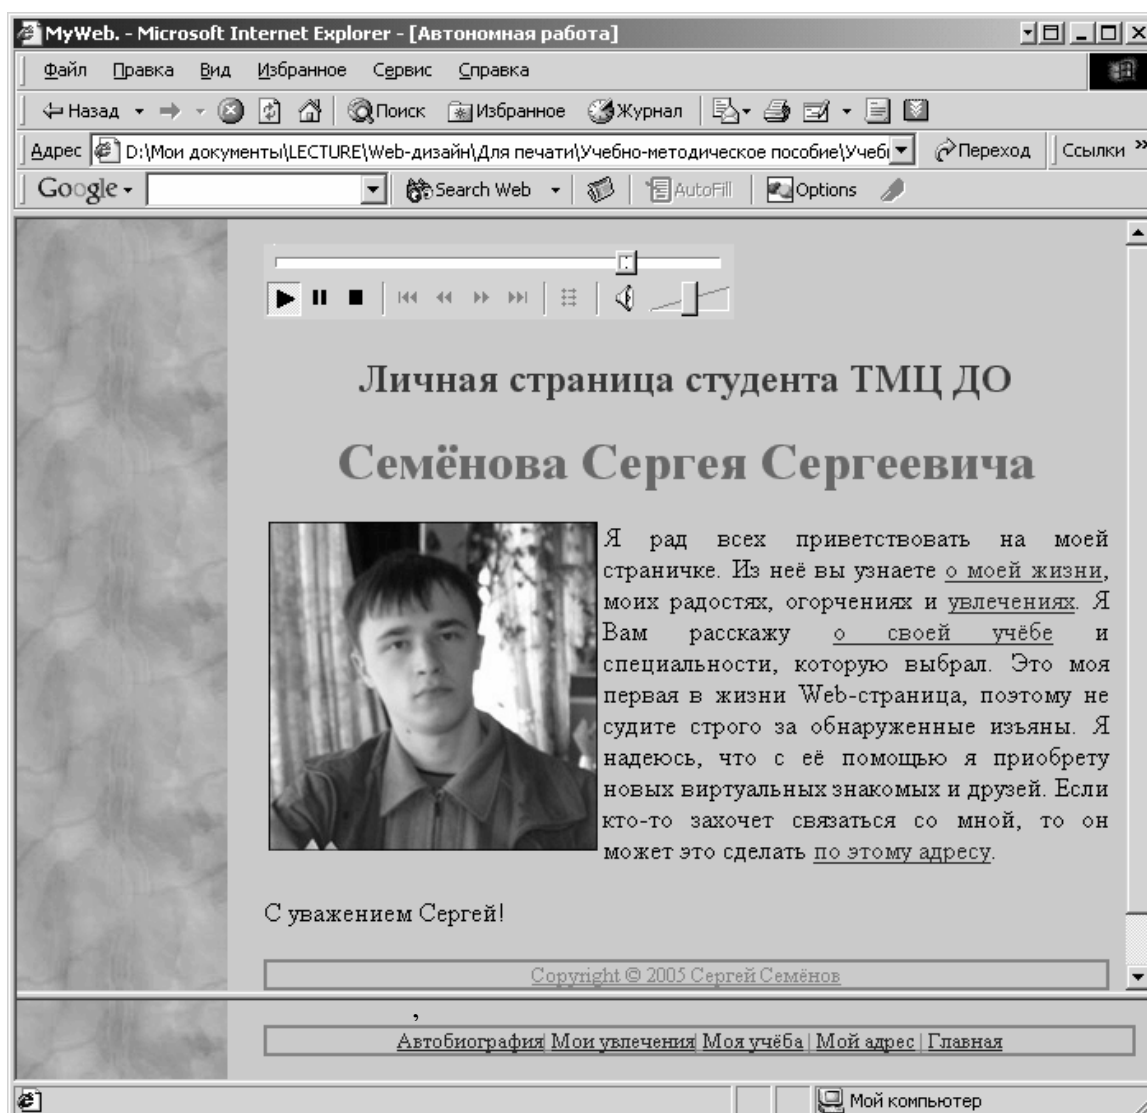 MyWeb. - Microsoft Internet Explorer - [Автономная работа]
Файл Правка Вид Избранное Сервис Справка
Назад Поиск Избранное Журнал
Адрес D:\Мои документы\LECTURE\Web-дизайн\Для печати\Учебно-методическое пособие\Учеб Переход Ссылки »
Google Search Web AutoFill Options
Личная страница студента ТМЦ ДО
Семёнова Сергея Сергеевича
Я рад всех приветствовать на моей
страничке. Из неё вы узнаете о моей жизни,
моих радостях, огорчениях и увлечениях. Я
Вам расскажу о своей учёбе и
специальности, которую выбрал. Это моя
первая в жизни Web-страница, поэтому не
судите строго за обнаруженные изъяны. Я
надеюсь, что с её помощью я приобрету
новых виртуальных знакомых и друзей. Если
кто-то захочет связаться со мной, то он
может это сделать по этому адресу.
С уважением Сергей!
Copyright © 2005 Сергей Семёнов
,
Автобиография| Мои увлечения| Моя учёба| Мой адрес| Главная
Мой компьютер